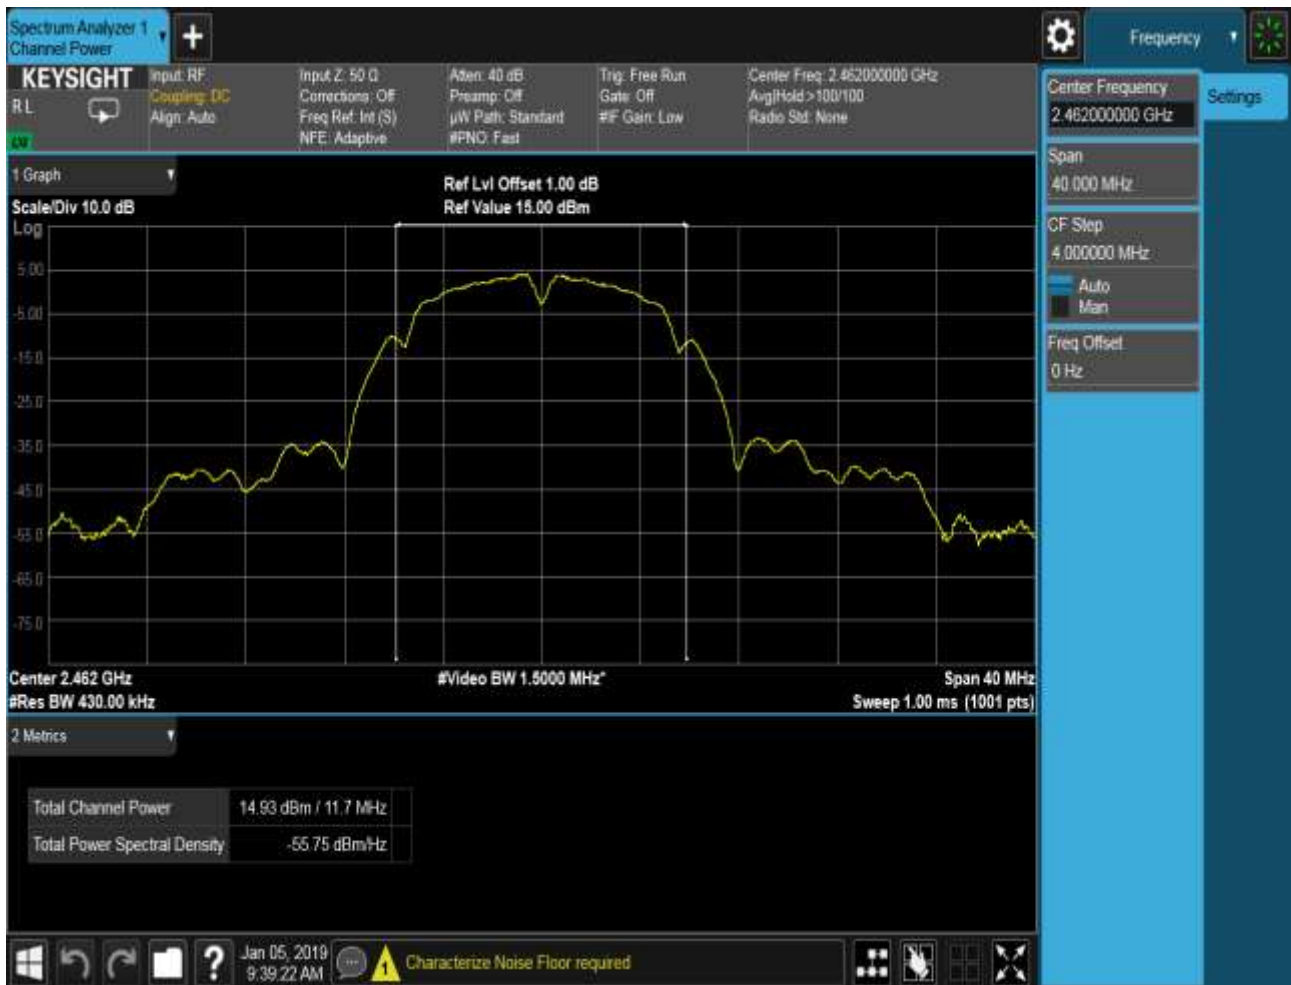 Spectrum Analyzer 1
Channel Power
+
Frequency
KEYSIGHT
R L
Input: RF
Coupling: DC
Align: Auto
Input Z: 50 Ω
Corrections: Off
Freq Ref: Int (S)
NFE: Adaptive
Atten: 40 dB
Preamp: Off
µW Path: Standard
#PNO: Fast
Trig: Free Run
Gate: Off
#IF Gain: Low
Center Freq: 2.462000000 GHz
Avg|Hold:>100/100
Radio Std: None
Center Frequency
2.462000000 GHz
Settings
Span
40.000 MHz
CF Step
4.000000 MHz
Auto
Man
Freq Offset
0 Hz
1 Graph
Scale/Div 10.0 dB
Ref Lvl Offset 1.00 dB
Ref Value 15.00 dBm
Log
5.00
-5.00
-15.0
-25.0
-35.0
-45.0
-55.0
-65.0
-75.0
Center 2.462 GHz
#Video BW 1.5000 MHz*
Span 40 MHz
#Res BW 430.00 kHz
Sweep 1.00 ms (1001 pts)
2 Metrics
Total Channel Power 14.93 dBm / 11.7 MHz
Total Power Spectral Density -55.75 dBm/Hz
?
Jan 05, 2019
9:39:22 AM
1
Characterize Noise Floor required